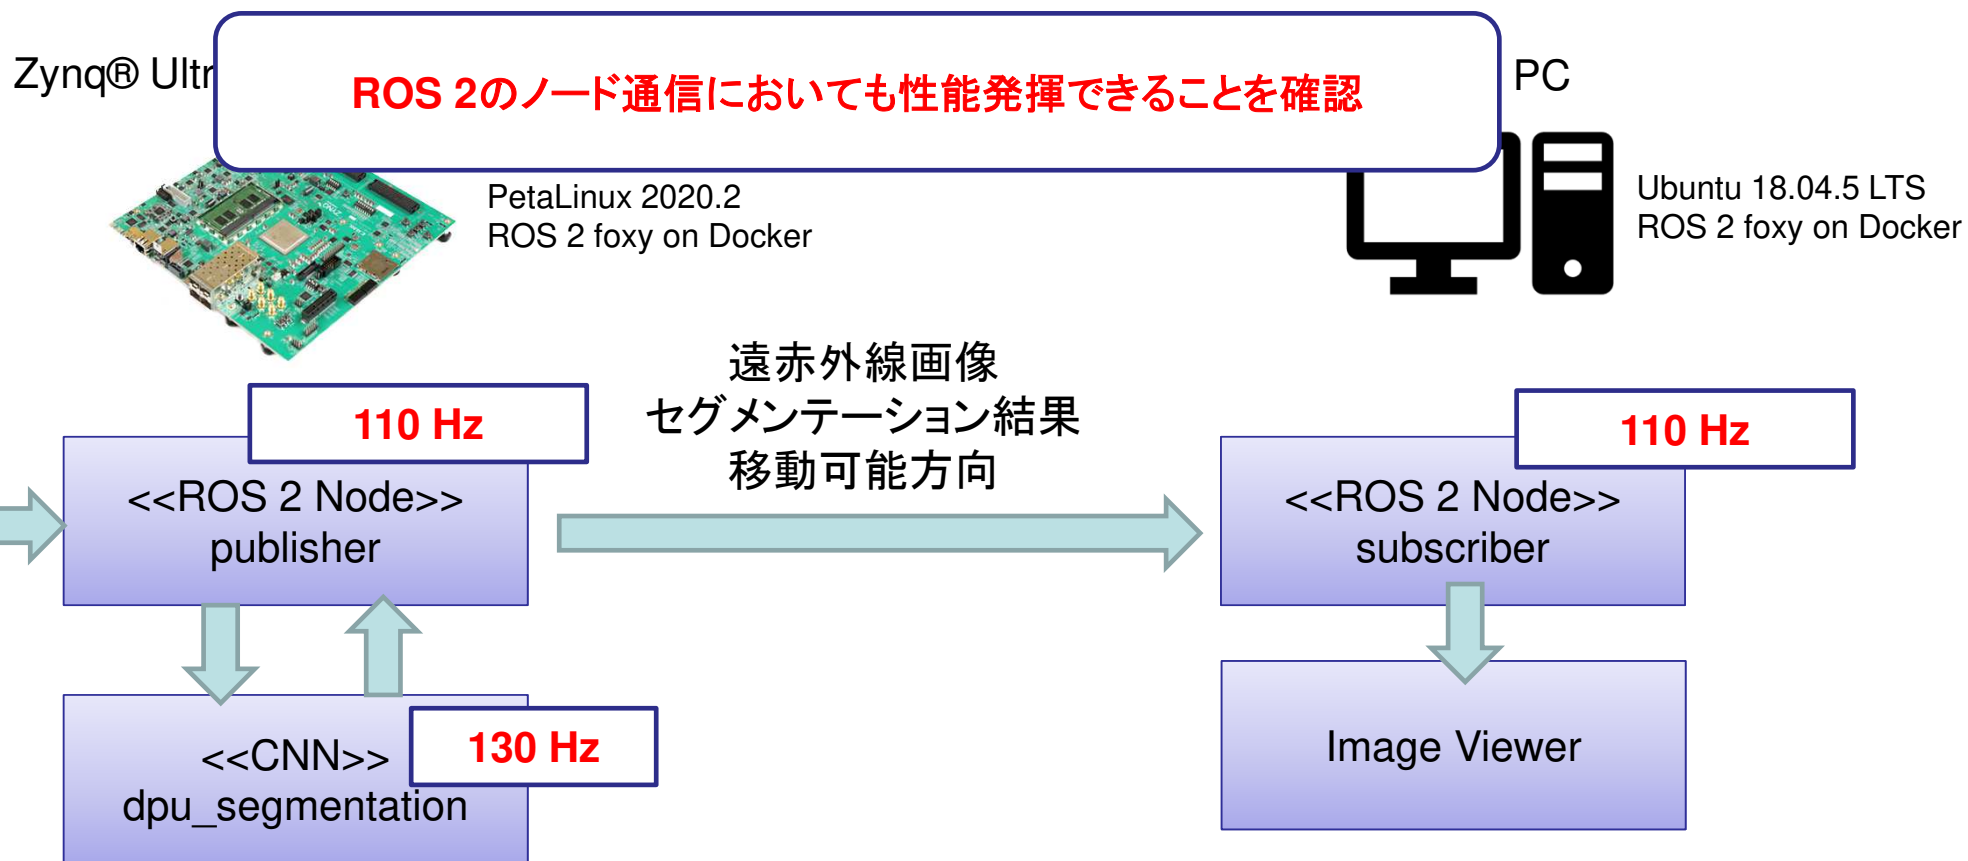 Zynq® Ultr
ROS 2のノード通信においても性能発揮できることを確認
PC
PetaLinux 2020.2
ROS 2 foxy on Docker
Ubuntu 18.04.5 LTS
ROS 2 foxy on Docker
遠赤外線画像
セグメンテーション結果
移動可能方向
110 Hz
<<ROS 2 Node>>
publisher
110 Hz
<<ROS 2 Node>>
subscriber
130 Hz
<<CNN>>
dpu_segmentation
Image Viewer